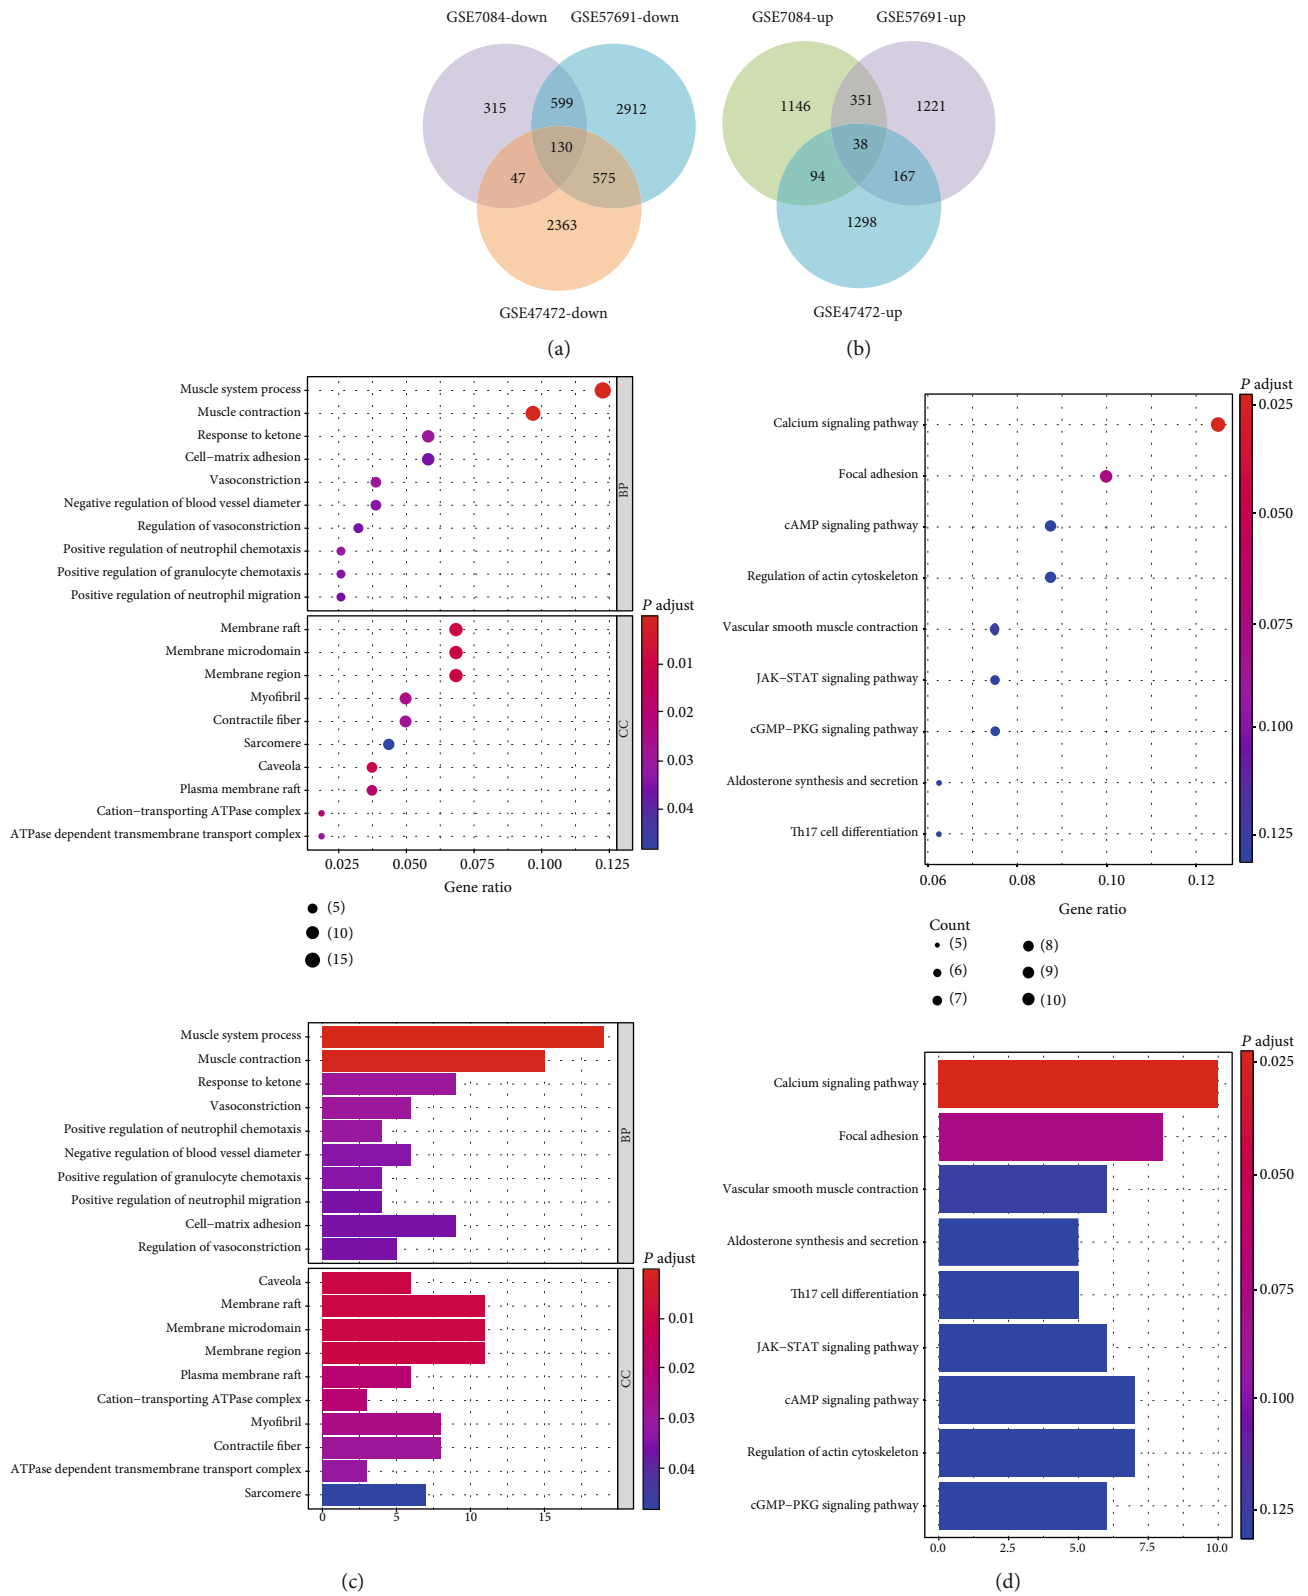 GSE7084-down GSE57691-down
315 599 2912
130
47 575
2363
GSE47472-down
(a)
GSE7084-up GSE57691-up
1146 351 1221
38
94 167
1298
GSE47472-up
(b)
Muscle system process
Muscle contraction
Response to ketone
Cell−matrix adhesion
Vasoconstriction
Negative regulation of blood vessel diameter
Regulation of vasoconstriction
Positive regulation of neutrophil chemotaxis
Positive regulation of granulocyte chemotaxis
Positive regulation of neutrophil migration
BP
Membrane raft
Membrane microdomain
Membrane region
Myofibril
Contractile fiber
Sarcomere
Caveola
Plasma membrane raft
Cation−transporting ATPase complex
ATPase dependent transmembrane transport complex
CC
0.025 0.050 0.075 0.100 0.125
Gene ratio
P adjust
0.01
0.02
0.03
0.04
(5)
(10)
(15)
Calcium signaling pathway
Focal adhesion
cAMP signaling pathway
Regulation of actin cytoskeleton
Vascular smooth muscle contraction
JAK−STAT signaling pathway
cGMP−PKG signaling pathway
Aldosterone synthesis and secretion
Th17 cell differentiation
0.06 0.08 0.10 0.12
Gene ratio
P adjust
0.025
0.050
0.075
0.100
0.125
Count
(5) (8)
(6) (9)
(7) (10)
Muscle system process
Muscle contraction
Response to ketone
Vasoconstriction
Positive regulation of neutrophil chemotaxis
Negative regulation of blood vessel diameter
Positive regulation of granulocyte chemotaxis
Positive regulation of neutrophil migration
Cell−matrix adhesion
Regulation of vasoconstriction
BP
Caveola
Membrane raft
Membrane microdomain
Membrane region
Plasma membrane raft
Cation−transporting ATPase complex
Myofibril
Contractile fiber
ATPase dependent transmembrane transport complex
Sarcomere
CC
0 5 10 15
P adjust
0.01
0.02
0.03
0.04
(c)
Calcium signaling pathway
Focal adhesion
Vascular smooth muscle contraction
Aldosterone synthesis and secretion
Th17 cell differentiation
JAK−STAT signaling pathway
cAMP signaling pathway
Regulation of actin cytoskeleton
cGMP−PKG signaling pathway
0.0 2.5 5.0 7.5 10.0
P adjust
0.025
0.050
0.075
0.100
0.125
(d)